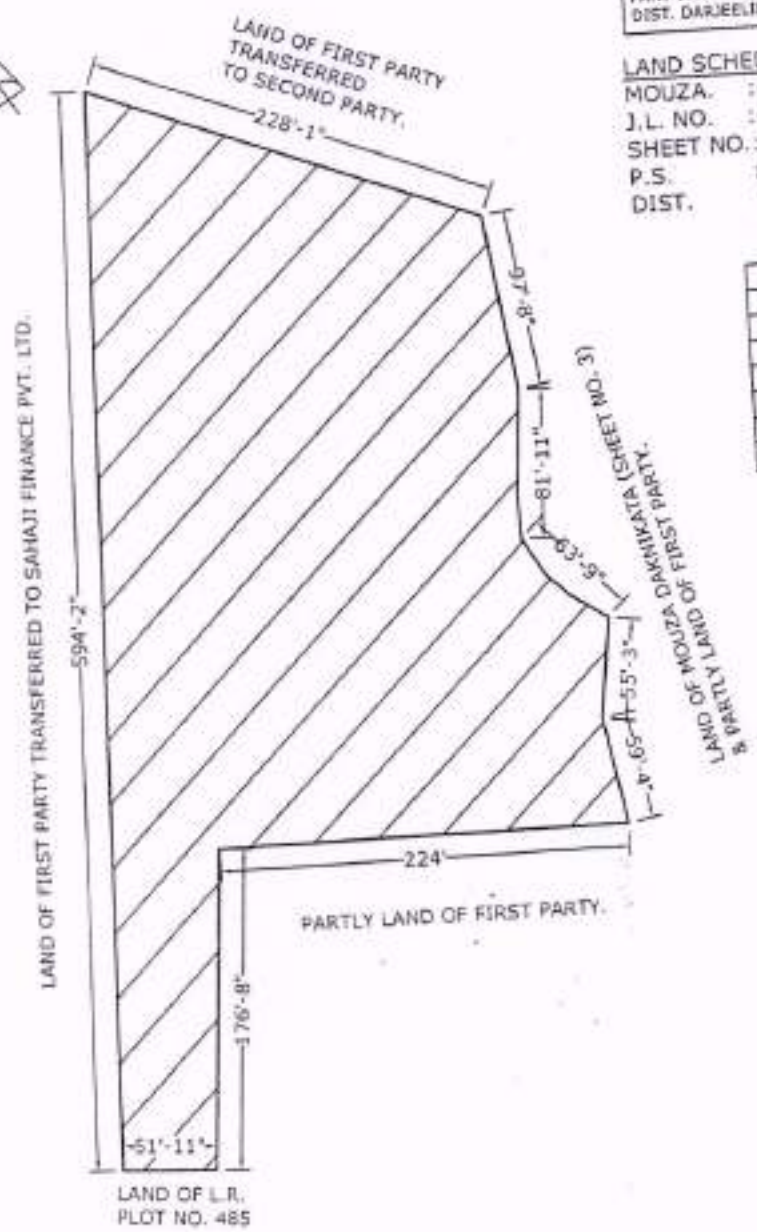 DIST. DARJEELI
LAND SCHE
MOUZA. :
J.L. NO. :
SHEET NO. :
P.S. :
DIST.
LAND OF FIRST PARTY
TRANSFERRED
TO SECOND PARTY.
228'-1"
97'-8"
81'-11"
63'-9"
55'-3"
LAND OF MOUZA DAKNIKATA (SHEET NO. 3)
& PARTLY LAND OF FIRST PARTY.
LAND OF FIRST PARTY TRANSFERRED TO SAHAJI FINANCE PVT. LTD.
594'-2"
224'
PARTLY LAND OF FIRST PARTY.
176'-8"
51'-11"
LAND OF L.R.
PLOT NO. 485